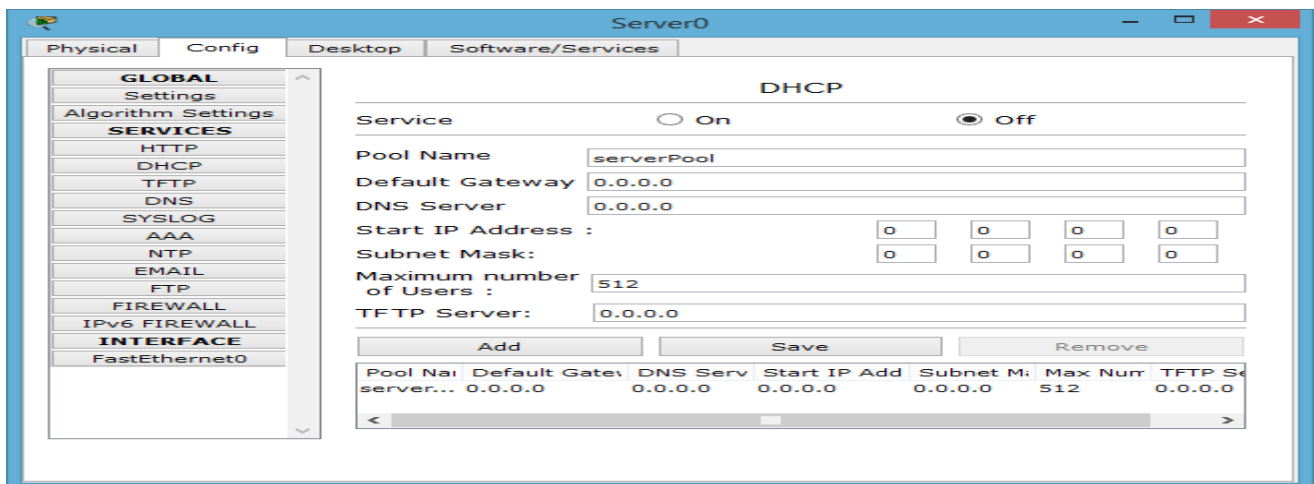 Server0
Physical Config Desktop Software/Services
GLOBAL
Settings
Algorithm Settings
SERVICES
HTTP
DHCP
TFTP
DNS
SYSLOG
AAA
NTP
EMAIL
FTP
FIREWALL
IPv6 FIREWALL
INTERFACE
FastEthernet0
DHCP
Service On Off
Pool Name serverPool
Default Gateway 0.0.0.0
DNS Server 0.0.0.0
Start IP Address : 0 0 0 0
Subnet Mask: 0 0 0 0
Maximum number
of Users : 512
TFTP Server: 0.0.0.0
Add Save Remove
Pool Nar Default Gatev DNS Serv Start IP Add Subnet Ma Max Num TFTP Se
server... 0.0.0.0 0.0.0.0 0.0.0.0 0.0.0.0 512 0.0.0.0